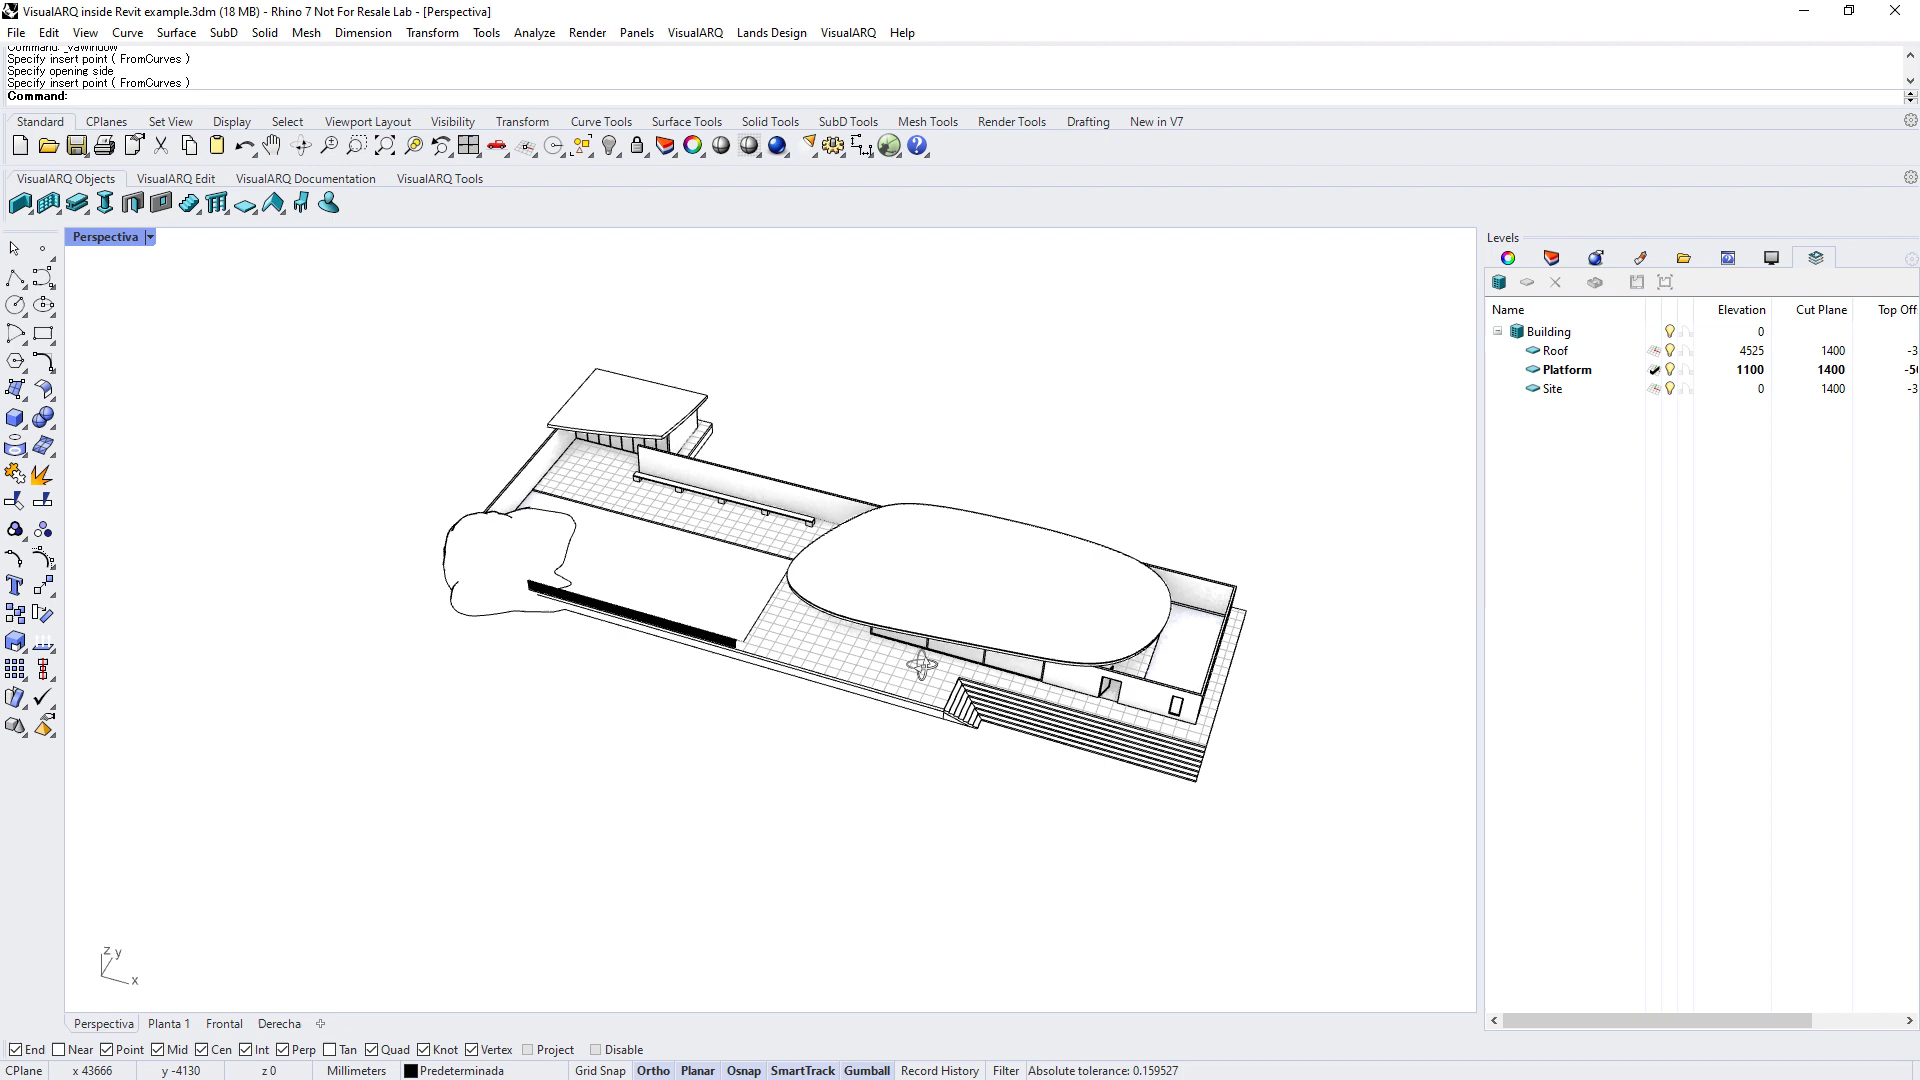 VisualARQ inside Revit example.3dm (18 MB) - Rhino 7 Not For Resale Lab - [Perspectiva]
File Edit View Curve Surface SubD Solid Mesh Dimension Transform Tools Analyze Render Panels VisualARQ Lands Design VisualARQ Help
Command: _vaWindow
Specify insert point ( FromCurves )
Specify opening side
Specify insert point ( FromCurves )
Command:
Standard CPlanes Set View Display Select Viewport Layout Visibility Transform Curve Tools Surface Tools Solid Tools SubD Tools Mesh Tools Render Tools Drafting New in V7
VisualARQ Objects VisualARQ Edit VisualARQ Documentation VisualARQ Tools
Perspectiva
Levels
Name Elevation Cut Plane Top Off
Building 0
Roof 4525 1400 -3
Platform 1100 1400 -50
Site 0 1400 -3
z y
x
Perspectiva Planta 1 Frontal Derecha
End Near Point Mid Cen Int Perp Tan Quad Knot Vertex Project Disable
CPlane x 43666 y -4130 z 0 Millimeters Predeterminada Grid Snap Ortho Planar Osnap SmartTrack Gumball Record History Filter Absolute tolerance: 0.159527